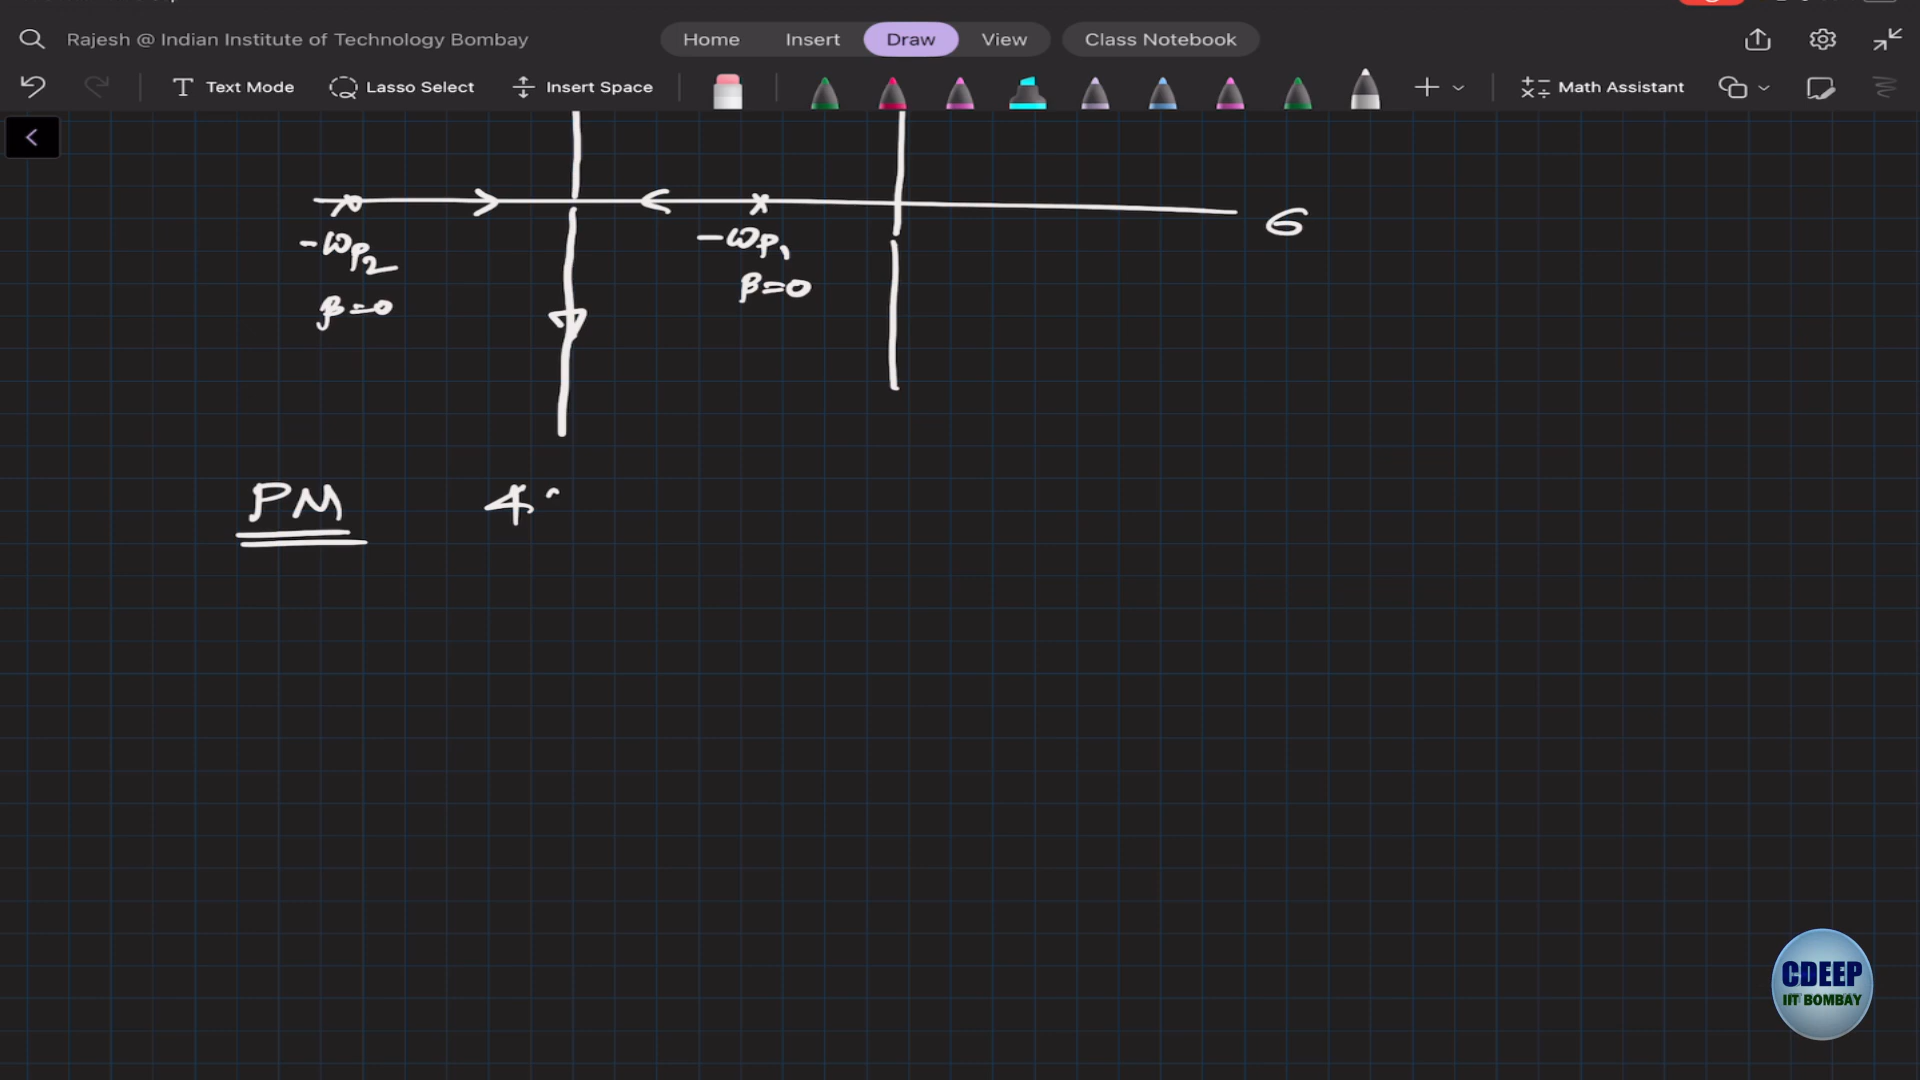 Rajesh @ Indian Institute of Technology Bombay
Home Insert Draw View Class Notebook
Text Mode Lasso Select Insert Space Math Assistant
σ
-ωp₂ -ωp₁
β=0 β=0
PM 4
CDEEP
IIT BOMBAY